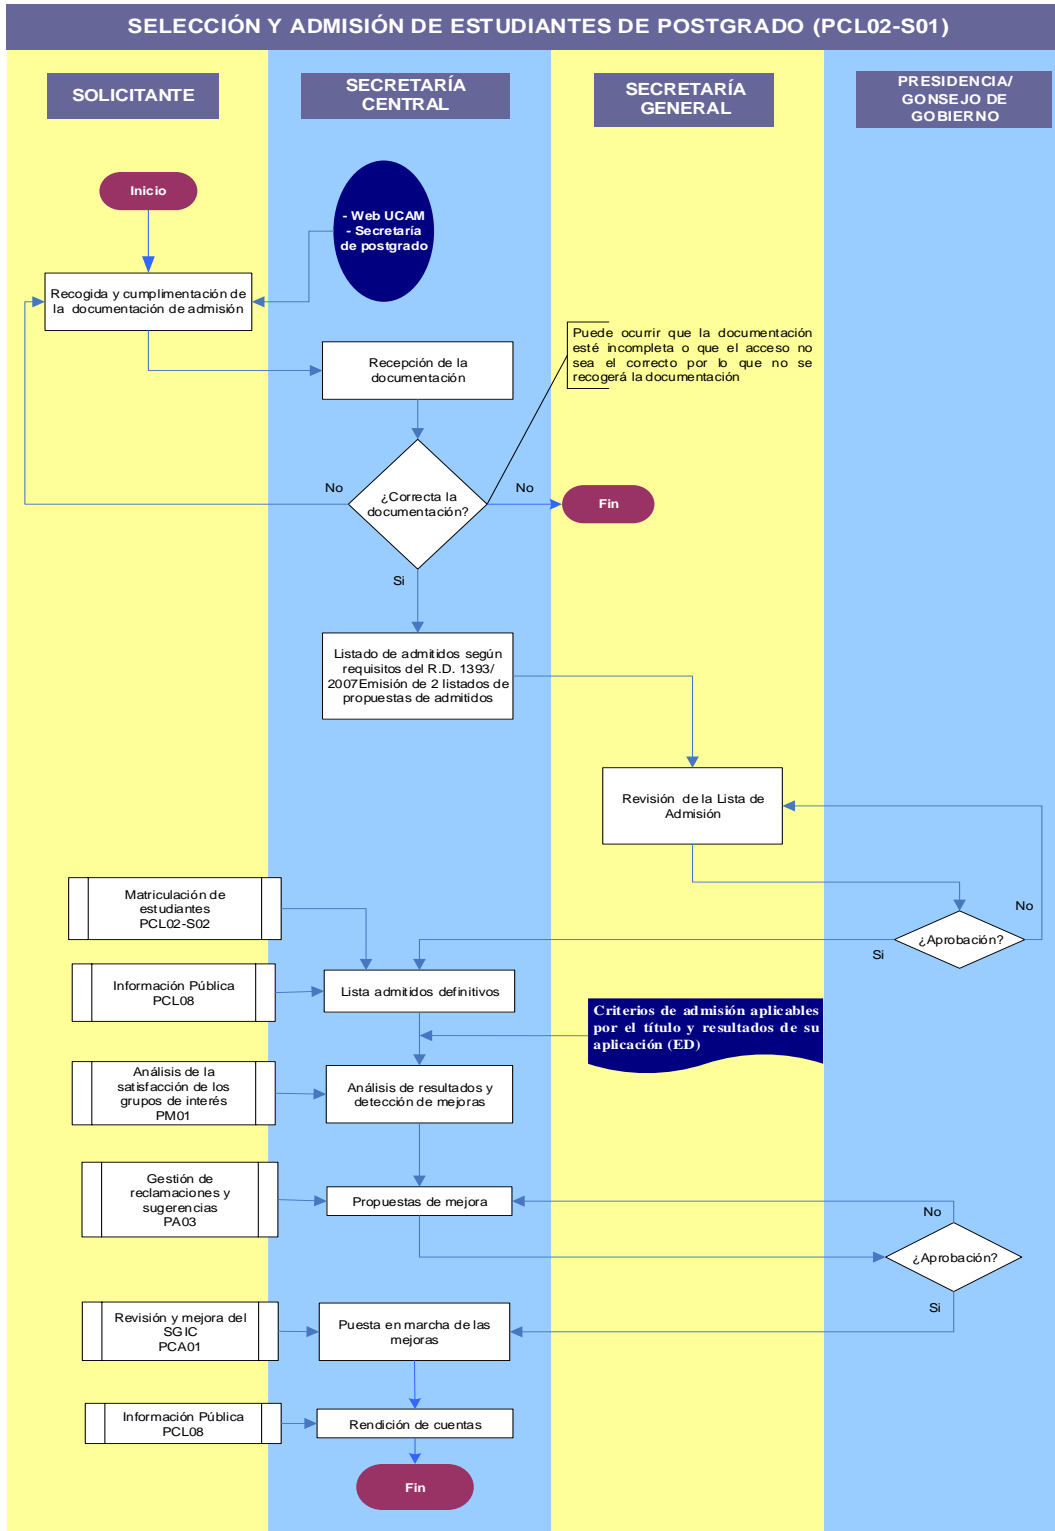 SELECCIÓN Y ADMISIÓN DE ESTUDIANTES DE POSTGRADO (PCL02-S01)
SOLICITANTE
SECRETARÍA
CENTRAL
SECRETARÍA
GENERAL
PRESIDENCIA/
GONSEJO DE
GOBIERNO
Inicio
- Web UCAM
- Secretaría
de postgrado
Recogida y cumplimentación de
la documentación de admisión
Recepción de la
documentación
Puede ocurrir que la documentación
esté incompleta o que el acceso no
sea el correcto por lo que no se
recogerá la documentación
No
¿Correcta la
documentación?
No
Fin
Si
Listado de admitidos según
requisitos del R.D. 1393/
2007Emisión de 2 listados de
propuestas de admitidos
Revisión de la Lista de
Admisión
Matriculación de
estudiantes
PCL02-S02
No
¿Aprobación?
Si
Información Pública
PCL08
Lista admitidos definitivos
Criterios de admisión aplicables
por el título y resultados de su
aplicación (ED)
Análisis de la
satisfacción de los
grupos de interés
PM01
Análisis de resultados y
detección de mejoras
Gestión de
reclamaciones y
sugerencias
PA03
Propuestas de mejora
No
¿Aprobación?
Si
Revisión y mejora del
SGIC
PCA01
Puesta en marcha de las
mejoras
Información Pública
PCL08
Rendición de cuentas
Fin